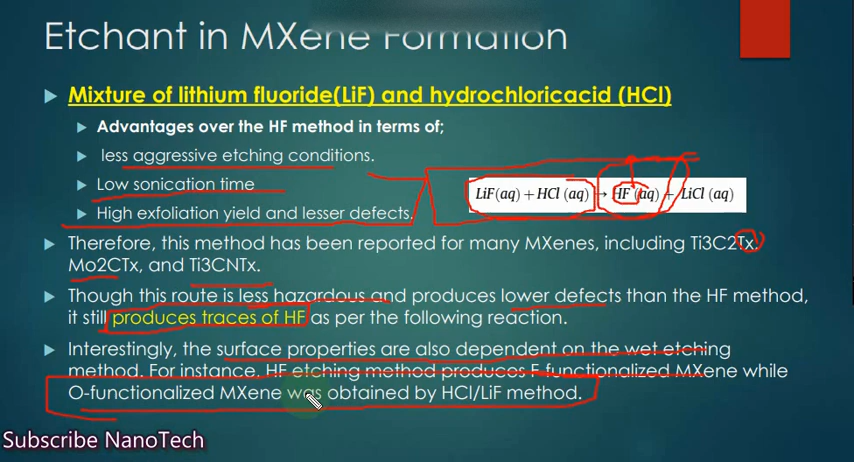 Etchant in MXene Formation
Mixture of lithium fluoride(LiF) and hydrochloricacid (HCl)
Advantages over the HF method in terms of;
less aggressive etching conditions.
Low sonication time
High exfoliation yield and lesser defects.
LiF(aq) + HCl (aq) → HF (aq) + LiCl (aq)
Therefore, this method has been reported for many MXenes, including Ti3C2Tx,
Mo2CTx, and Ti3CNTx.
Though this route is less hazardous and produces lower defects than the HF method,
it still produces traces of HF as per the following reaction.
Interestingly, the surface properties are also dependent on the wet etching
method. For instance, HF etching method produces F-functionalized MXene while
O-functionalized MXene was obtained by HCl/LiF method.
Subscribe NanoTech